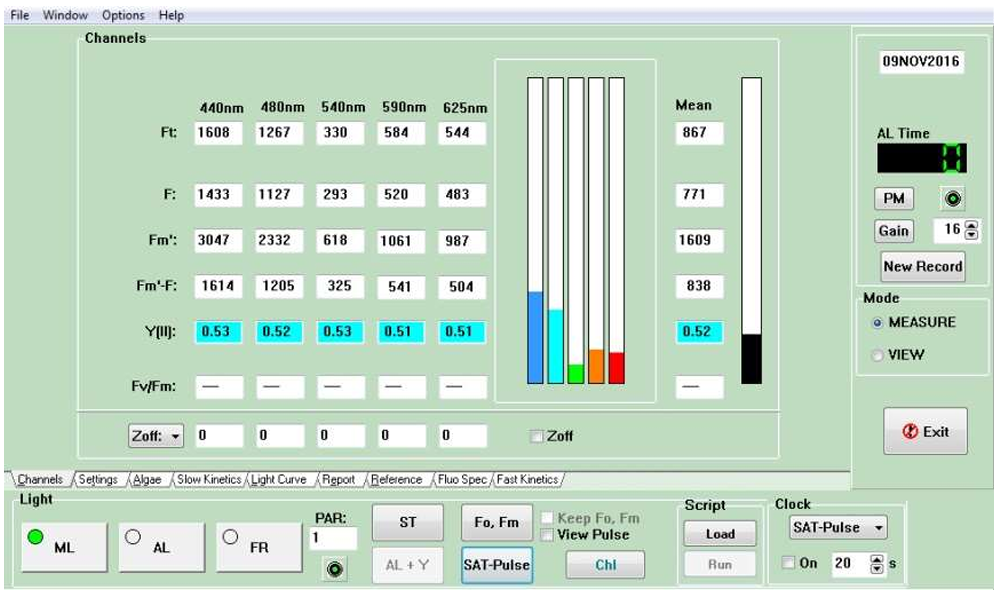 File Window Options Help
Channels
09NOV2016
440nm 480nm 540nm 590nm 625nm Mean
Ft: 1608 1267 330 584 544 867
AL Time
0
F: 1433 1127 293 520 483 771
PM
Gain 16
Fm': 3047 2332 618 1061 987 1609
New Record
Fm'-F: 1614 1205 325 541 504 838
Mode
MEASURE
VIEW
Y(II): 0.53 0.52 0.53 0.51 0.51 0.52
Fv/Fm: — — — — — —
Zoff: 0 0 0 0 0 Zoff
Exit
Channels Settings Algae Slow Kinetics Light Curve Report Reference Fluo Spec Fast Kinetics
Light
ML AL FR
PAR:
1
ST Fo, Fm Keep Fo, Fm
View Pulse
AL + Y SAT-Pulse Chl
Script
Load
Run
Clock
SAT-Pulse
On 20 s